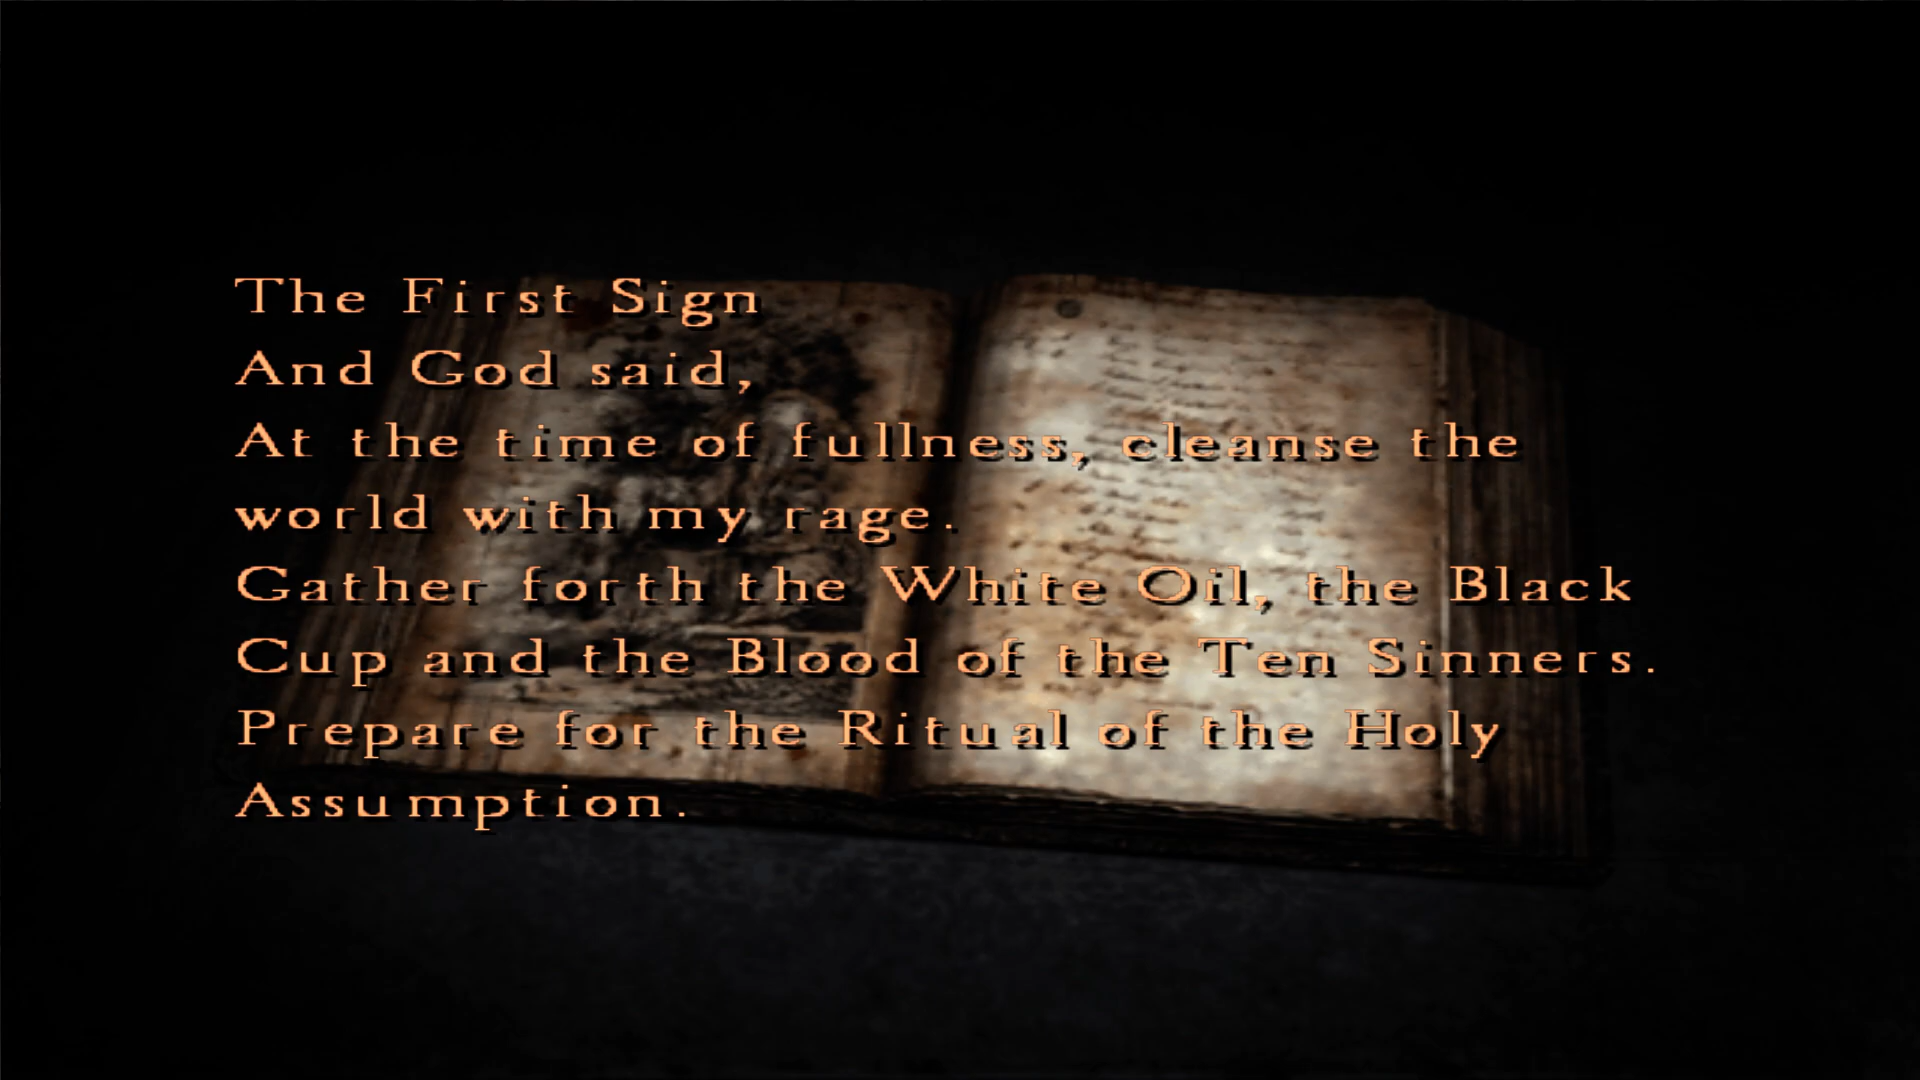 The First Sign
And God said,
At the time of fullness, cleanse the
world with my rage.
Gather forth the White Oil, the Black
Cup and the Blood of the Ten Sinners.
Prepare for the Ritual of the Holy
Assumption.